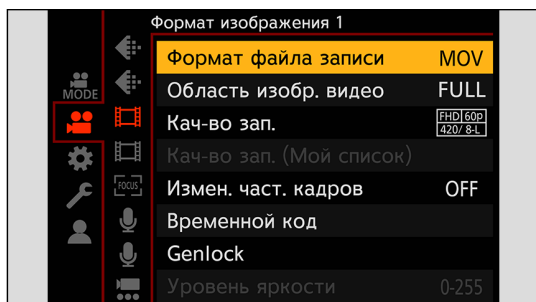 Формат изображения 1
Формат файла записи MOV
MODE
Область изобр. видео FULL
Кач-во зап. FHD 60p 420/ 8-L
Кач-во зап. (Мой список)
FOCUS
Измен. част. кадров OFF
Временной код
Genlock
Уровень яркости 0-255